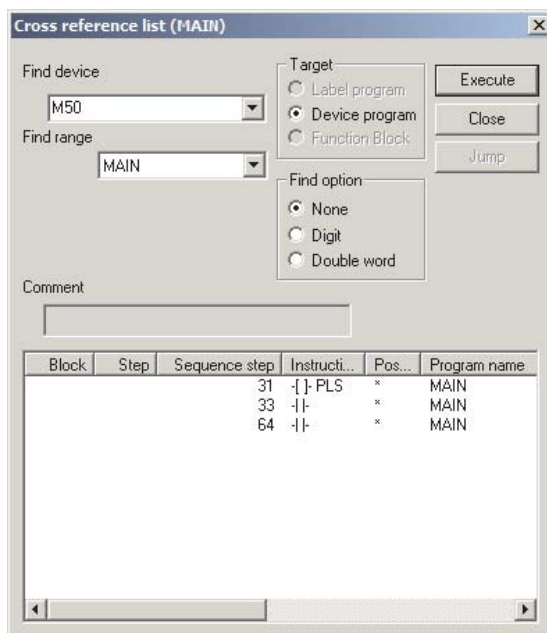 Cross reference list (MAIN)
Find device
M50
Find range
MAIN
Target
Label program
Device program
Function Block
Find option
None
Digit
Double word
Execute
Close
Jump
Comment
Block Step Sequence step Instructi... Pos... Program name
31 -[ ]- PLS * MAIN
33 -| |- * MAIN
64 -| |- * MAIN